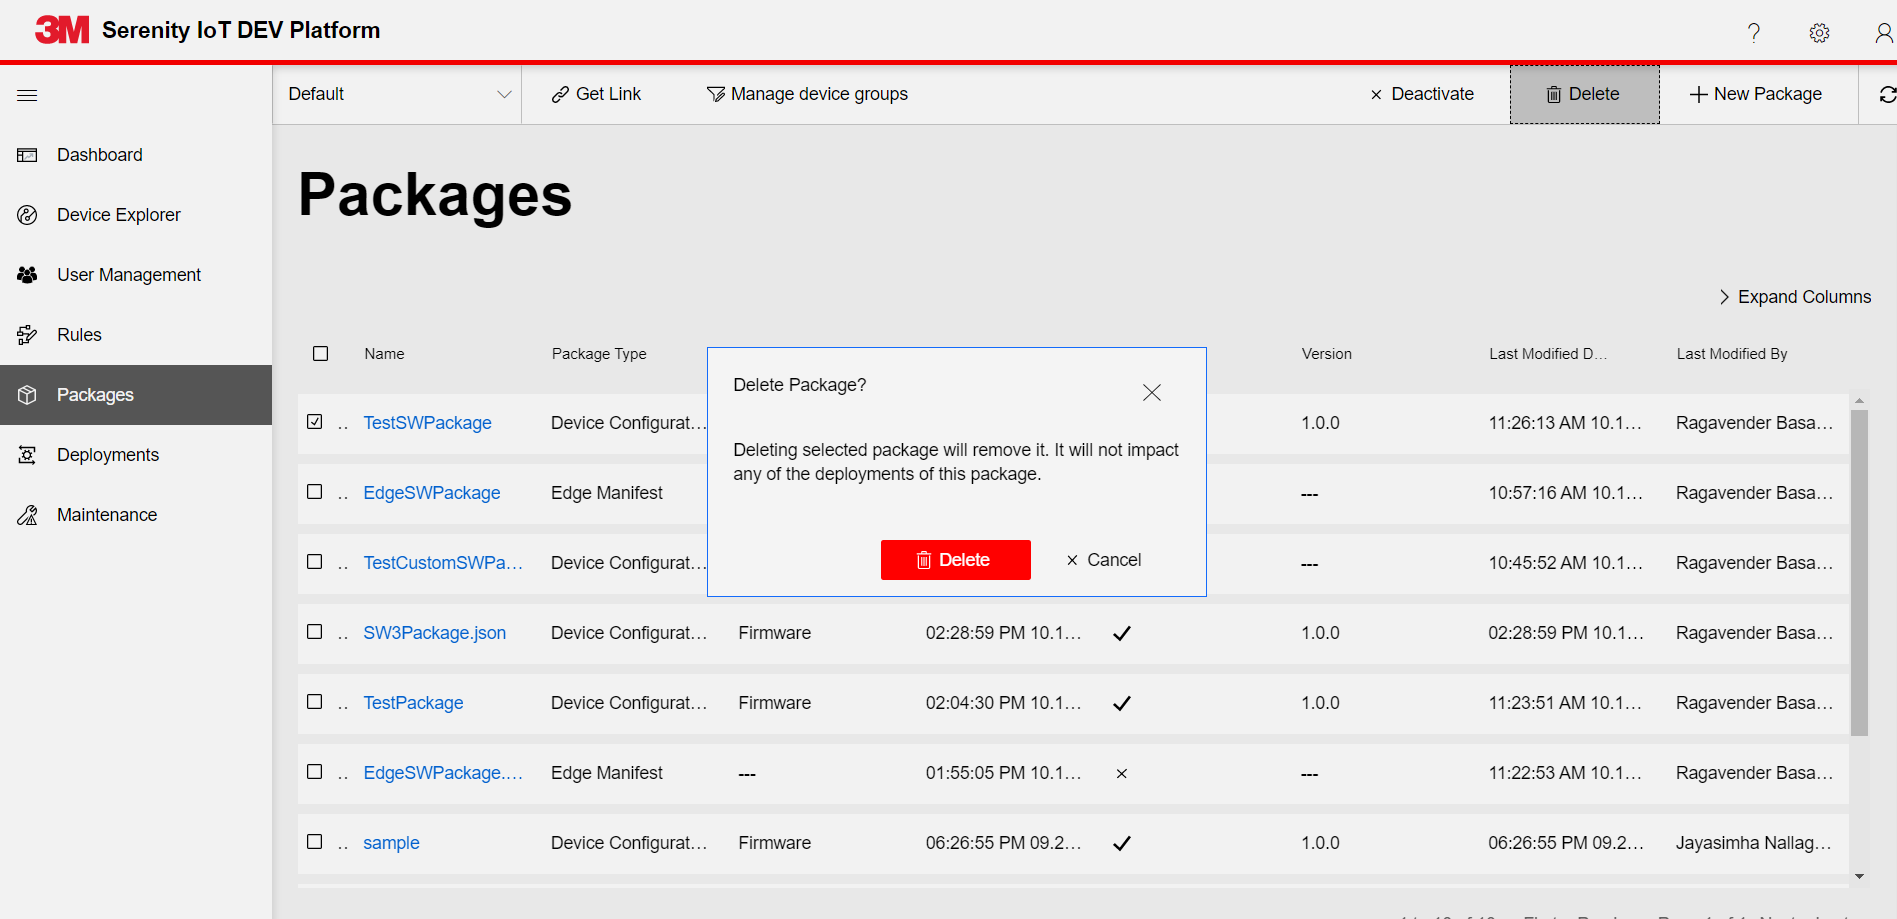 3M Serenity IoT DEV Platform
Default
Get Link
Manage device groups
Deactivate
Delete
New Package
Dashboard
Device Explorer
User Management
Rules
Packages
Deployments
Maintenance
Packages
Expand Columns
Name Package Type Version Last Modified D... Last Modified By
.. TestSWPackage Device Configurat... 1.0.0 11:26:13 AM 10.1... Ragavender Basa...
.. EdgeSWPackage Edge Manifest --- 10:57:16 AM 10.1... Ragavender Basa...
.. TestCustomSWPa... Device Configurat... --- 10:45:52 AM 10.1... Ragavender Basa...
Delete Package?
Deleting selected package will remove it. It will not impact
any of the deployments of this package.
Delete Cancel
.. SW3Package.json Device Configurat... Firmware 02:28:59 PM 10.1... 1.0.0 02:28:59 PM 10.1... Ragavender Basa...
.. TestPackage Device Configurat... Firmware 02:04:30 PM 10.1... 1.0.0 11:23:51 AM 10.1... Ragavender Basa...
.. EdgeSWPackage.... Edge Manifest --- 01:55:05 PM 10.1... --- 11:22:53 AM 10.1... Ragavender Basa...
.. sample Device Configurat... Firmware 06:26:55 PM 09.2... 1.0.0 06:26:55 PM 09.2... Jayasimha Nallag...